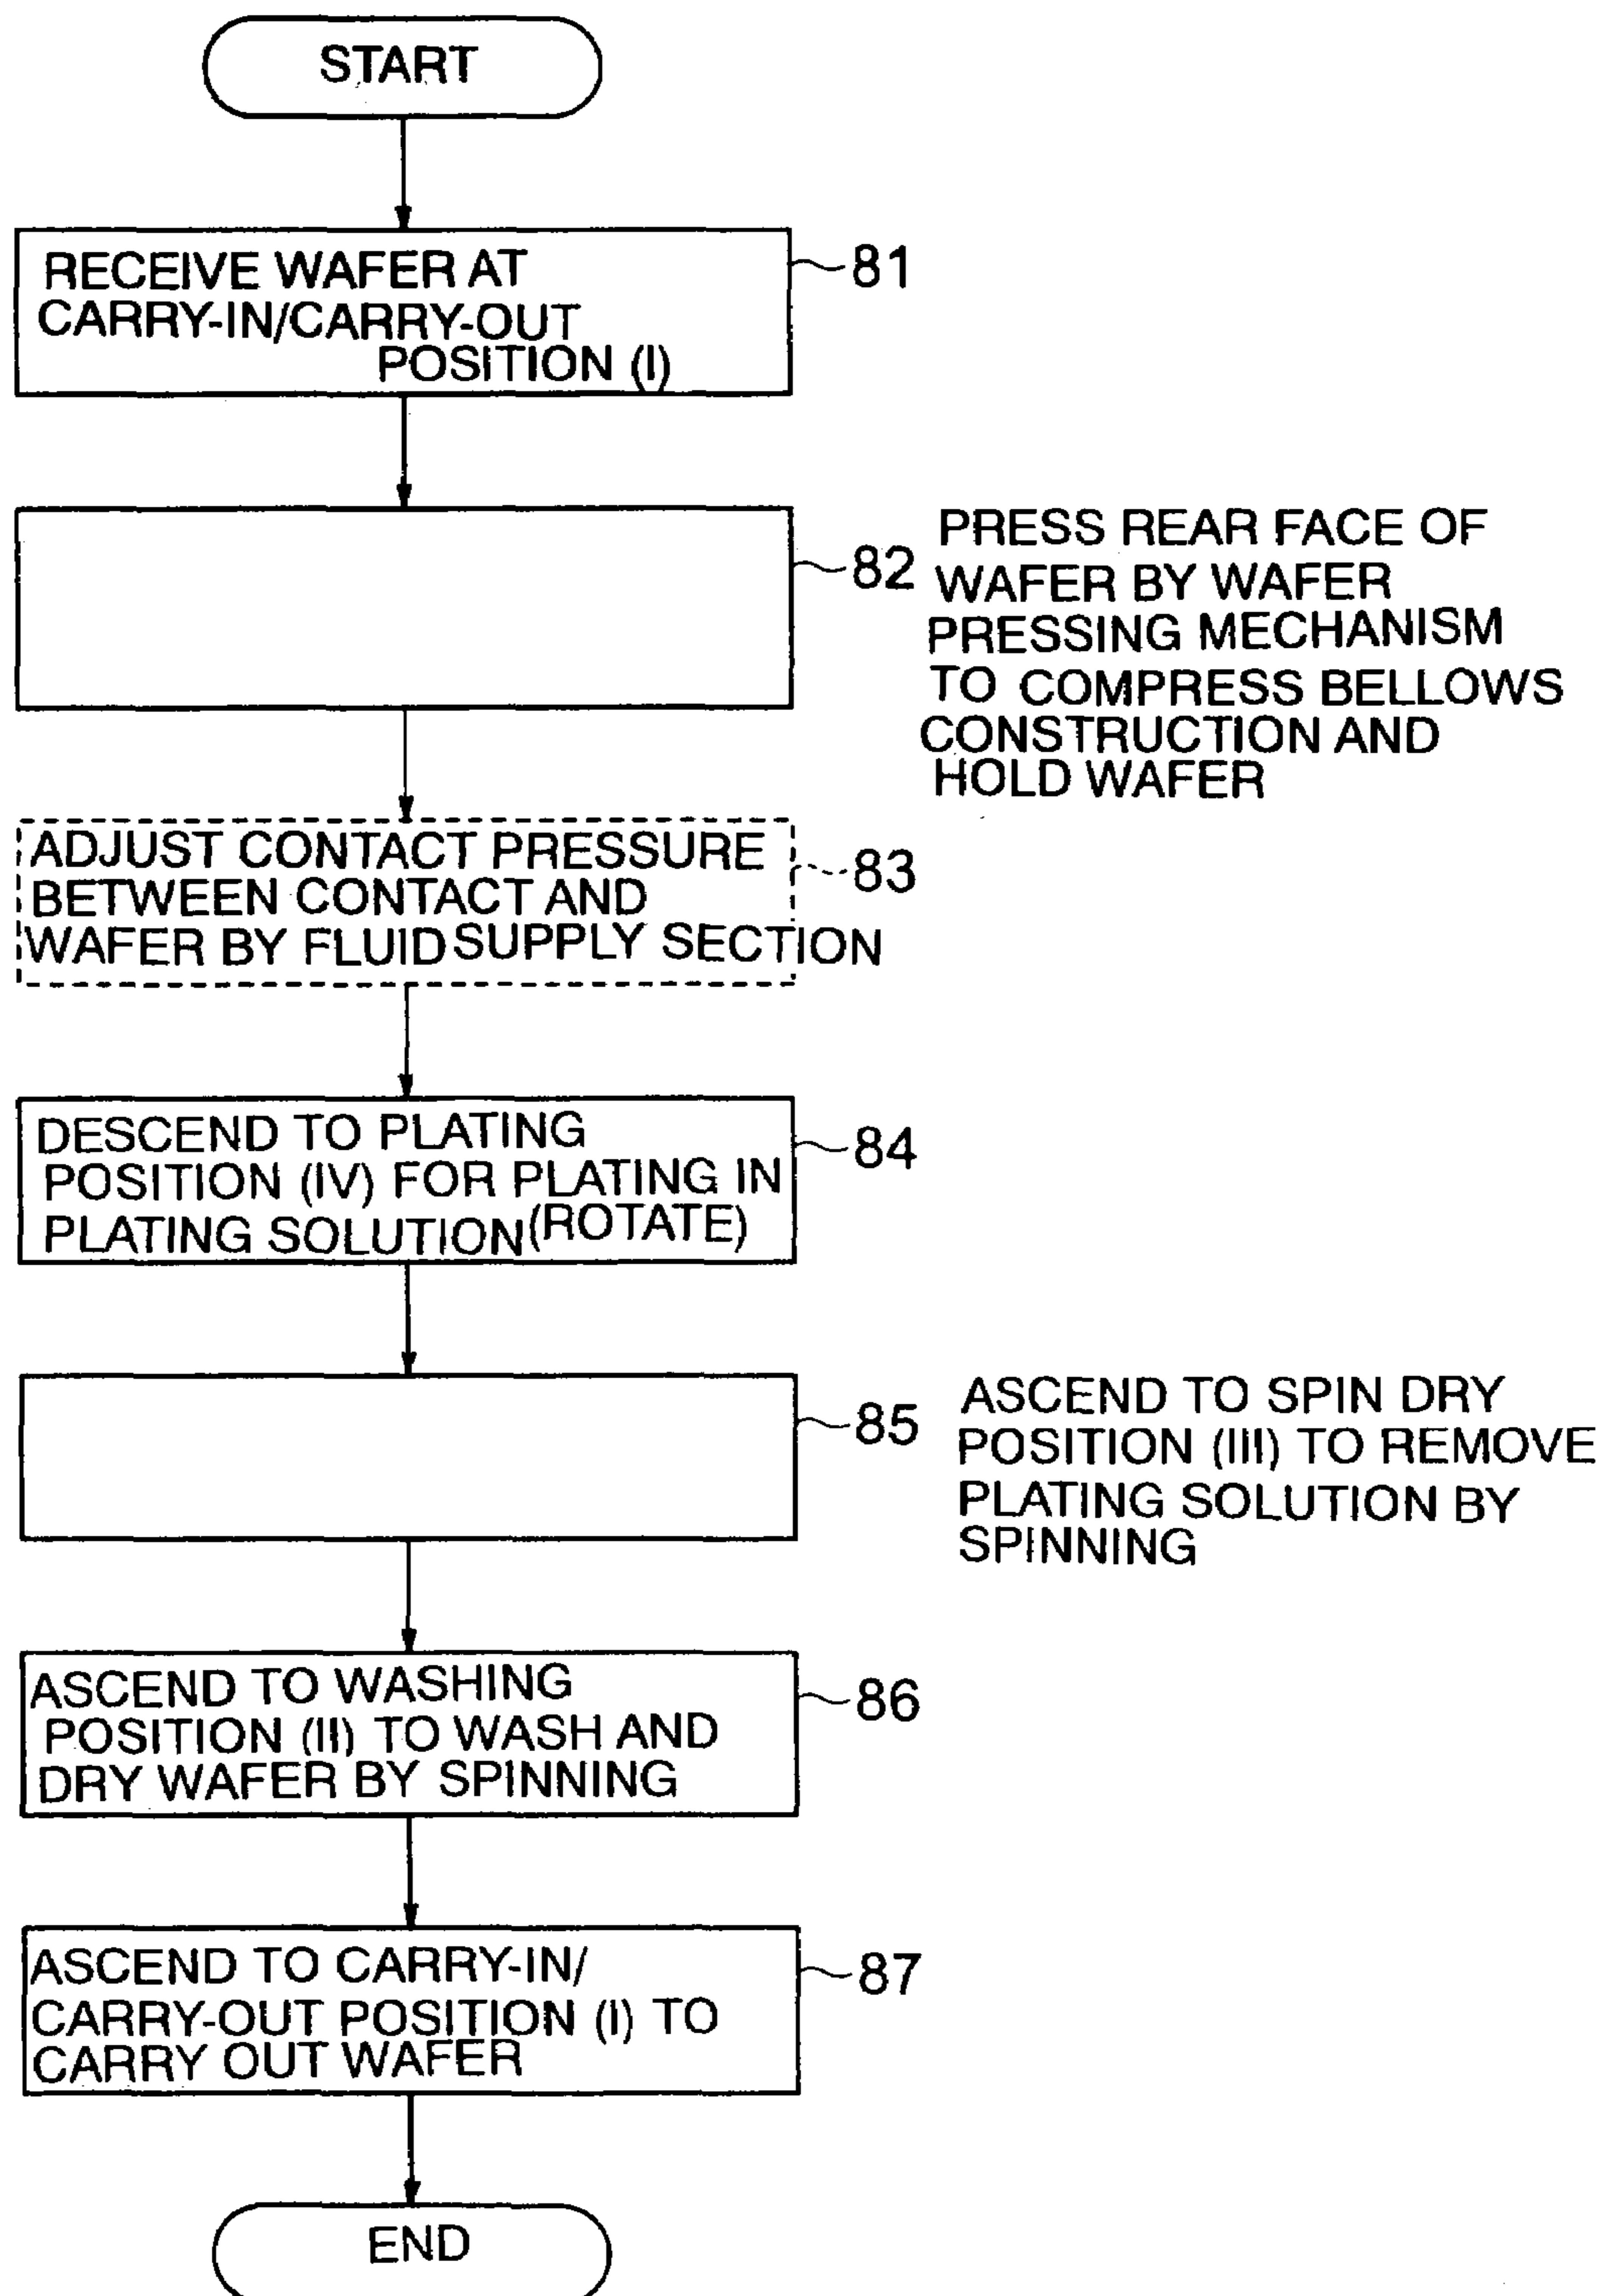 START
RECEIVE WAFER AT
CARRY-IN/CARRY-OUT
POSITION (I)
81
82
PRESS REAR FACE OF
WAFER BY WAFER
PRESSING MECHANISM
TO COMPRESS BELLOWS
CONSTRUCTION AND
HOLD WAFER
ADJUST CONTACT PRESSURE
BETWEEN CONTACT AND
WAFER BY FLUID SUPPLY SECTION
83
DESCEND TO PLATING
POSITION (IV) FOR PLATING IN
PLATING SOLUTION (ROTATE)
84
85
ASCEND TO SPIN DRY
POSITION (III) TO REMOVE
PLATING SOLUTION BY
SPINNING
ASCEND TO WASHING
POSITION (II) TO WASH AND
DRY WAFER BY SPINNING
86
ASCEND TO CARRY-IN/
CARRY-OUT POSITION (I) TO
CARRY OUT WAFER
87
END